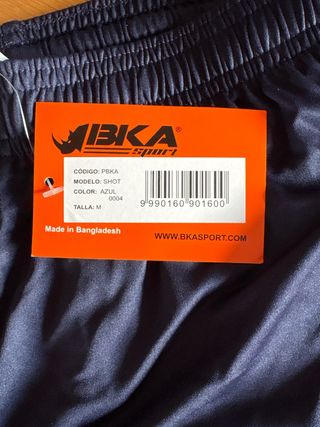 BKA®
sport
CÓDIGO: PBKA
MODELO: SHOT
COLOR: AZUL
0004
TALLA: M
9 990160 901600
Made in Bangladesh
WWW.BKASPORT.COM